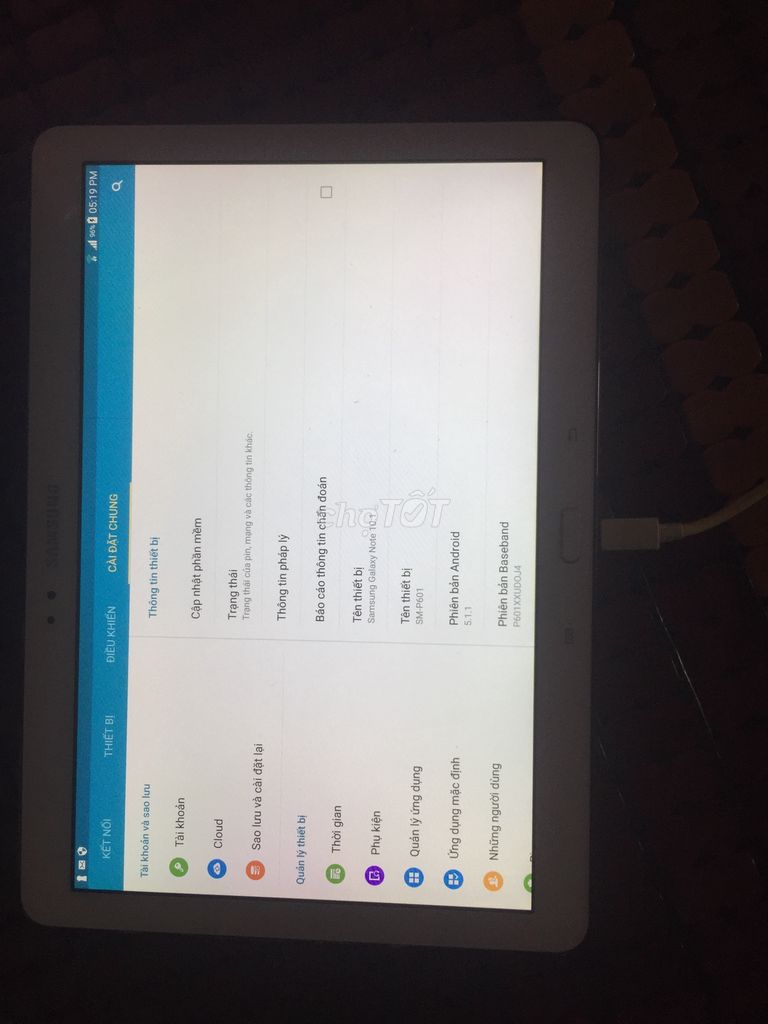 96% 05:19 PM
KẾT NỐI THIẾT BỊ ĐIỀU KHIỂN CÀI ĐẶT CHUNG
Tài khoản và sao lưu
Tài khoản
Cloud
Sao lưu và cài đặt lại
Quản lý thiết bị
Thời gian
Phụ kiện
Quản lý ứng dụng
Ứng dụng mặc định
Những người dùng
Thông tin thiết bị
Cập nhật phần mềm
Trạng thái
Trạng thái của pin, mạng và các thông tin khác.
Thông tin pháp lý
Báo cáo thông tin chẩn đoán
Tên thiết bị
Samsung Galaxy Note 10.1
Tên thiết bị
SM-P601
Phiên bản Android
5.1.1
Phiên bản Baseband
P601XXUDOJ4
SAMSUNG
chợTỐT